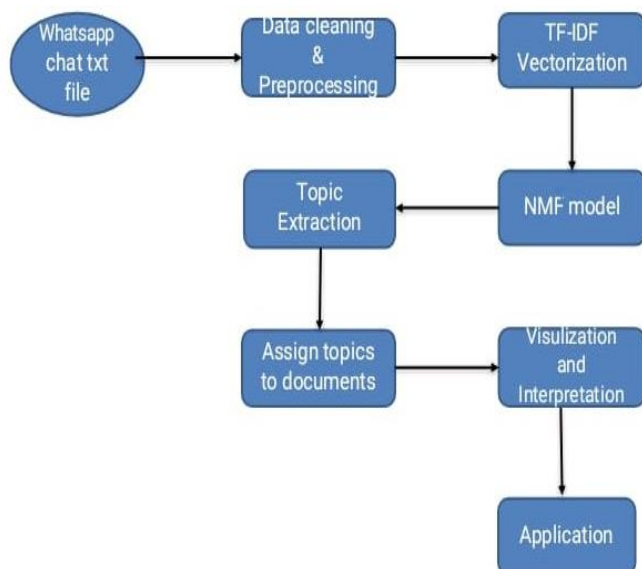 Whatsapp
chat txt
file
Data cleaning
&
Preprocessing
TF-IDF
Vectorization
NMF model
Topic
Extraction
Assign topics
to documents
Visulization
and
Interpretation
Application